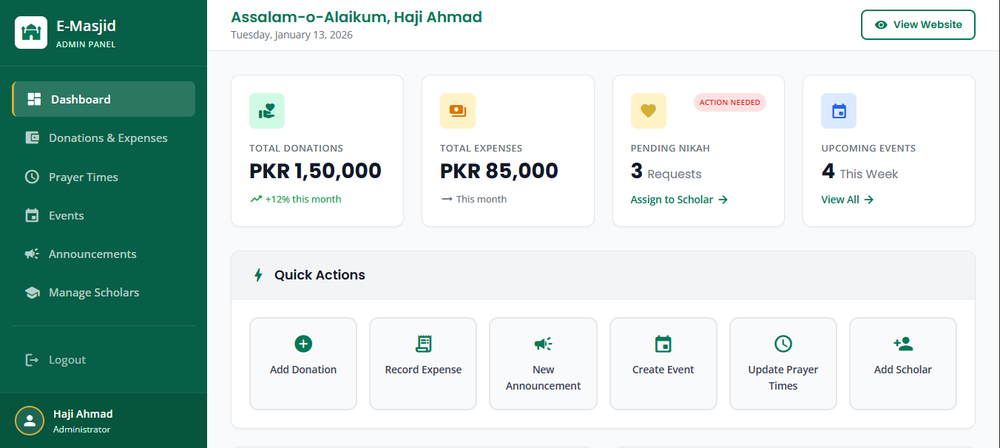 E-Masjid
ADMIN PANEL
Dashboard
Donations & Expenses
Prayer Times
Events
Announcements
Manage Scholars
Logout
Haji Ahmad
Administrator
Assalam-o-Alaikum, Haji Ahmad
Tuesday, January 13, 2026
View Website
TOTAL DONATIONS
PKR 1,50,000
+12% this month
TOTAL EXPENSES
PKR 85,000
This month
ACTION NEEDED
PENDING NIKAH
3 Requests
Assign to Scholar
UPCOMING EVENTS
4 This Week
View All
Quick Actions
Add Donation
Record Expense
New
Announcement
Create Event
Update Prayer
Times
Add Scholar